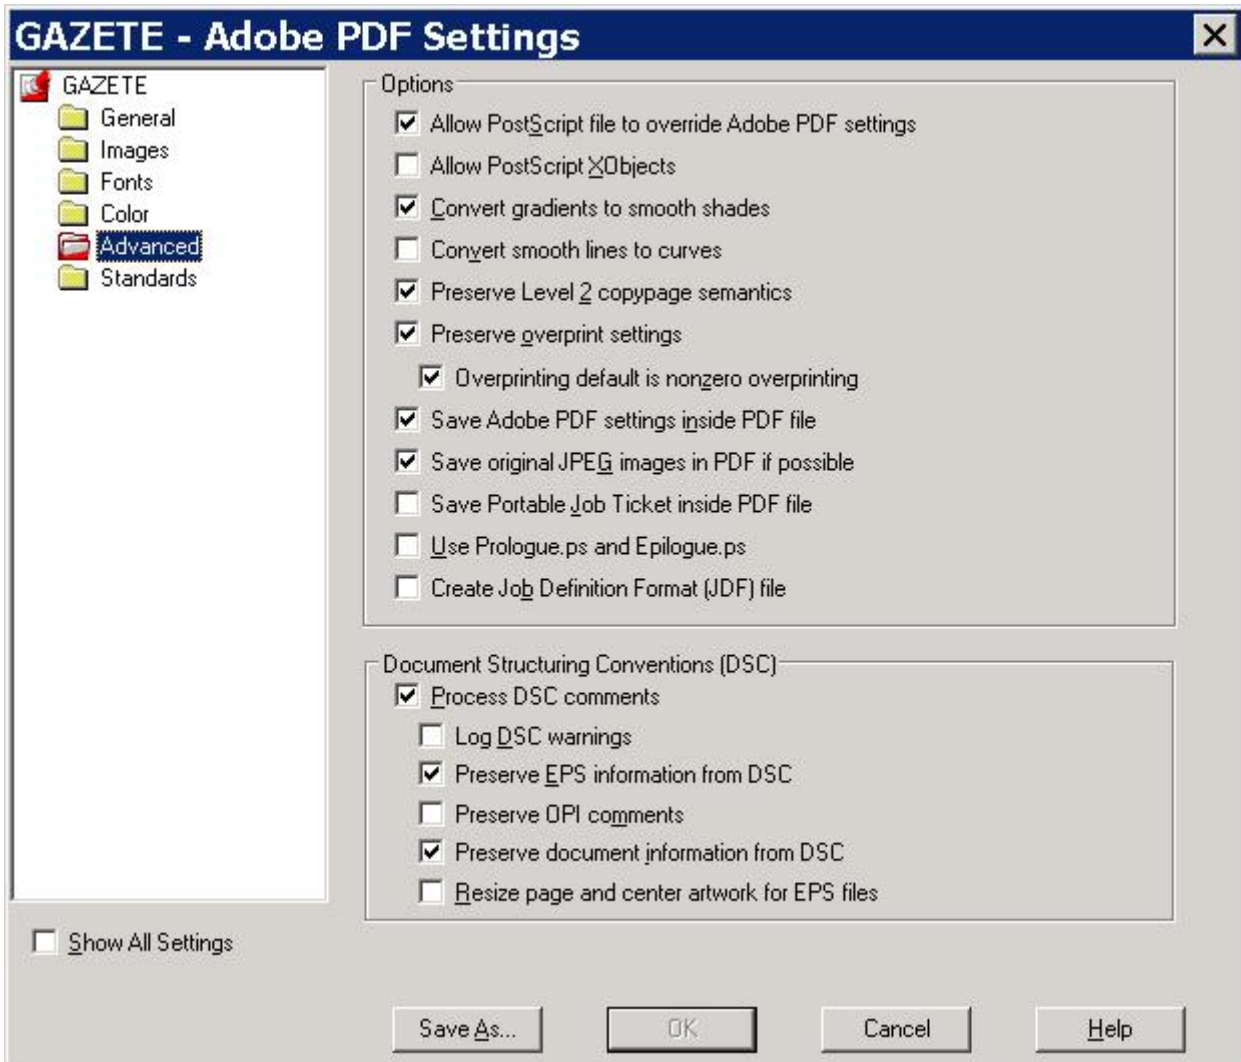 GAZETE - Adobe PDF Settings
GAZETE
General
Images
Fonts
Color
Advanced
Standards
Show All Settings
Options
Allow PostScript file to override Adobe PDF settings
Allow PostScript XObjects
Convert gradients to smooth shades
Convert smooth lines to curves
Preserve Level 2 copypage semantics
Preserve overprint settings
Overprinting default is nonzero overprinting
Save Adobe PDF settings inside PDF file
Save original JPEG images in PDF if possible
Save Portable Job Ticket inside PDF file
Use Prologue.ps and Epilogue.ps
Create Job Definition Format (JDF) file
Document Structuring Conventions (DSC)
Process DSC comments
Log DSC warnings
Preserve EPS information from DSC
Preserve OPI comments
Preserve document information from DSC
Resize page and center artwork for EPS files
Save As...
OK
Cancel
Help